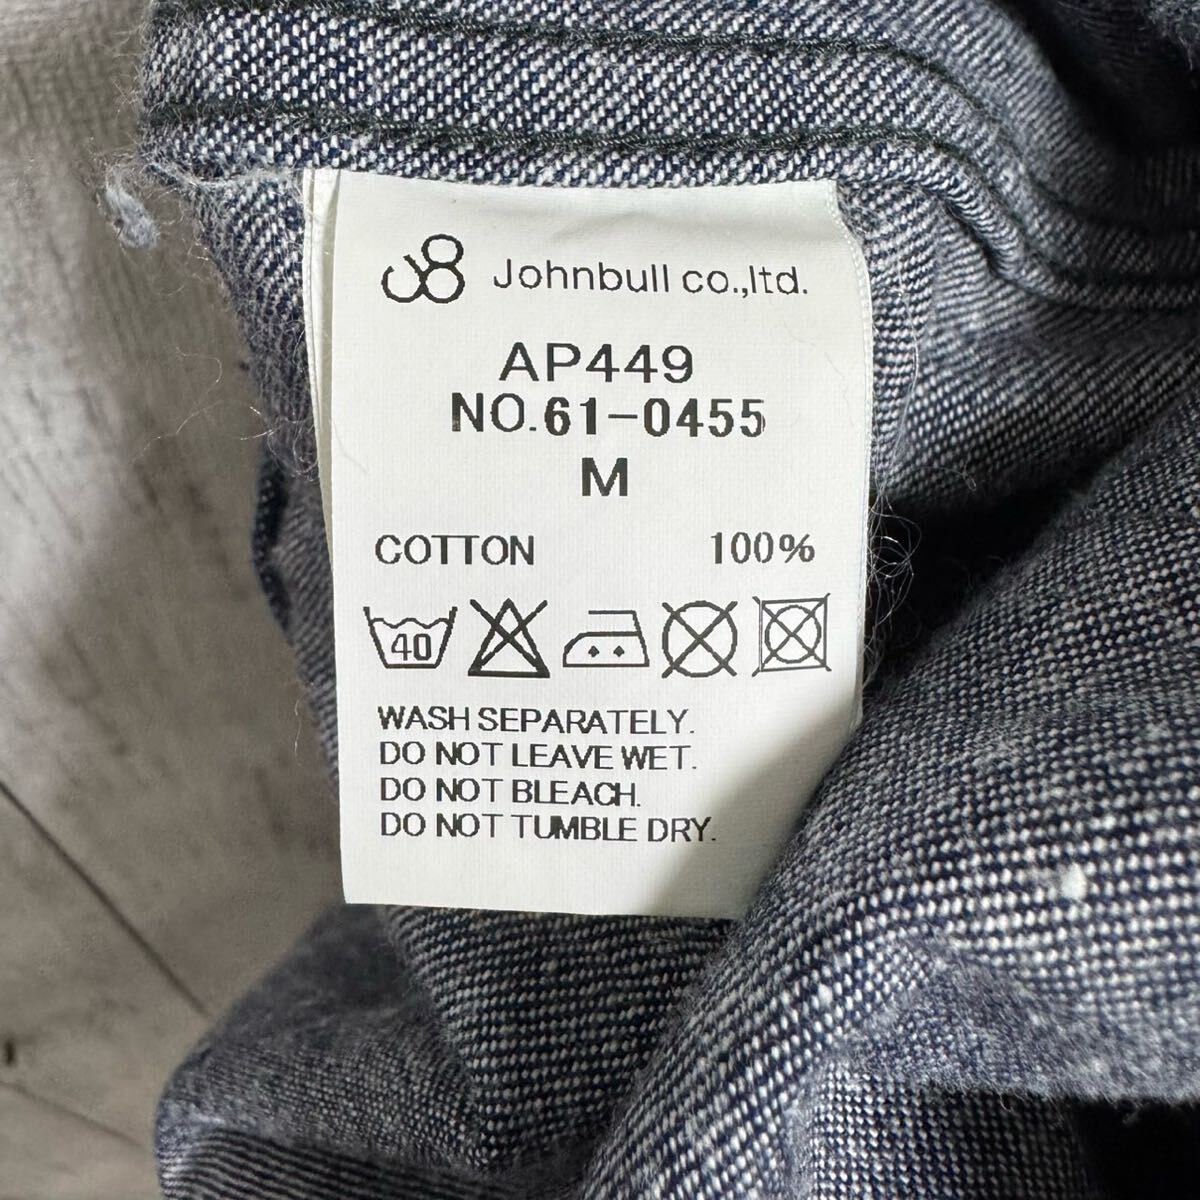 Johnbull co.,ltd.
AP449
NO.61-0455
M
COTTON 100%
40
WASH SEPARATELY.
DO NOT LEAVE WET.
DO NOT BLEACH.
DO NOT TUMBLE DRY.